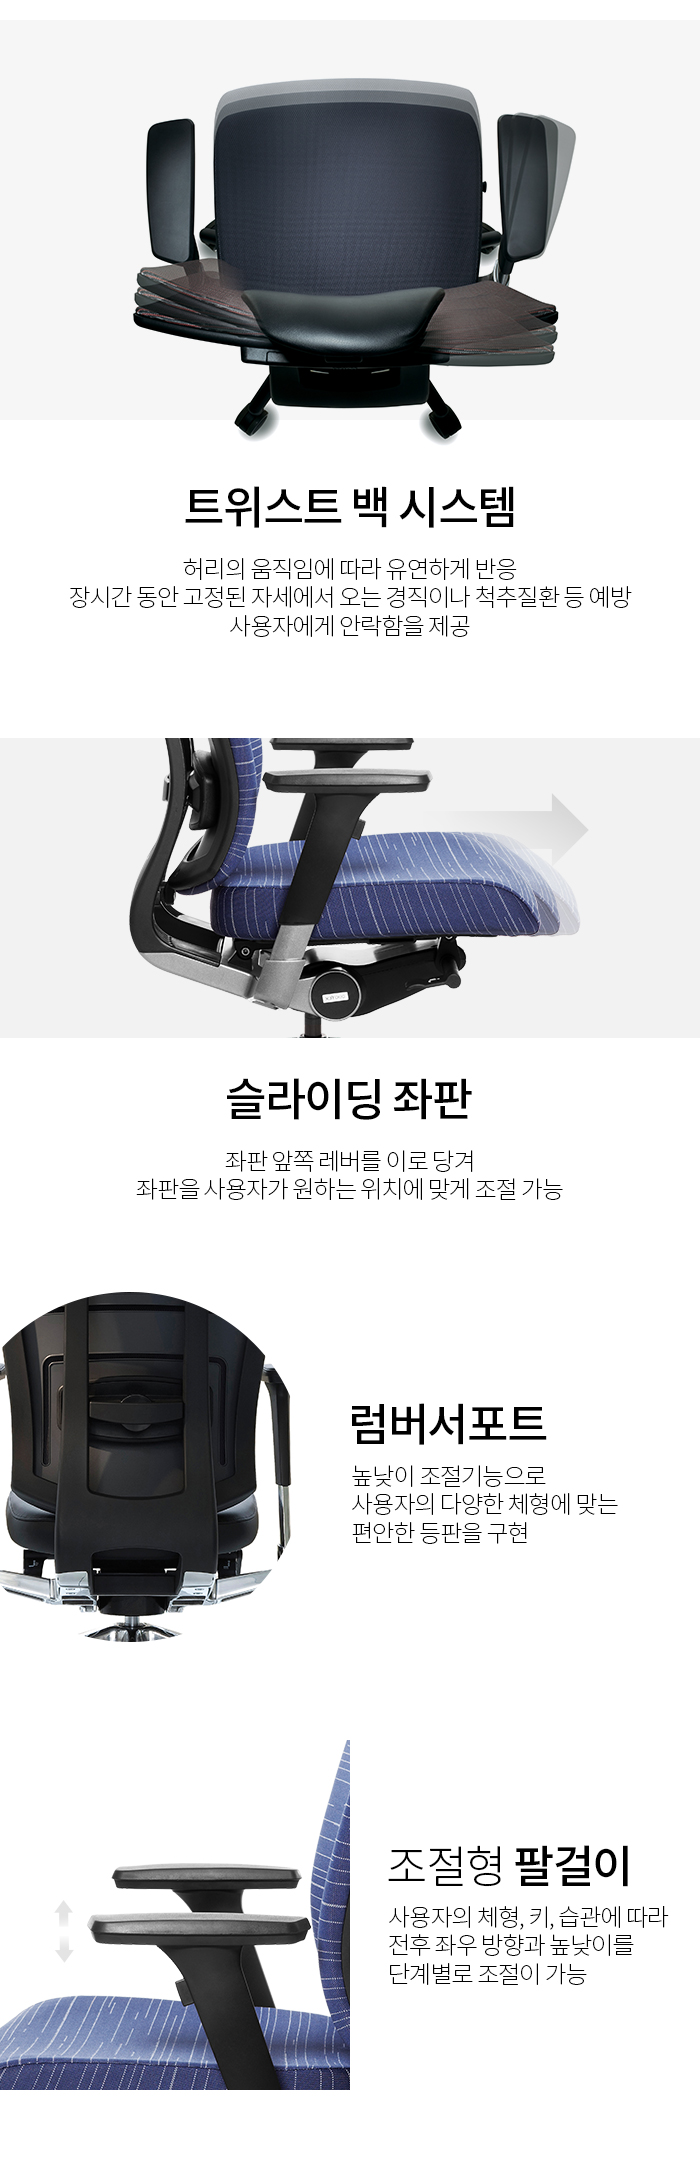 트위스트 백 시스템
허리의 움직임에 따라 유연하게 반응
장시간 동안 고정된 자세에서 오는 경직이나 척추질환 등 예방
사용자에게 안락함을 제공
슬라이딩 좌판
좌판 앞쪽 레버를 이로 당겨
좌판을 사용자가 원하는 위치에 맞게 조절 가능
럼버서포트
높낮이 조절기능으로
사용자의 다양한 체형에 맞는
편안한 등판을 구현
조절형 팔걸이
사용자의 체형, 키, 습관에 따라
전후 좌우 방향과 높낮이를
단계별로 조절이 가능